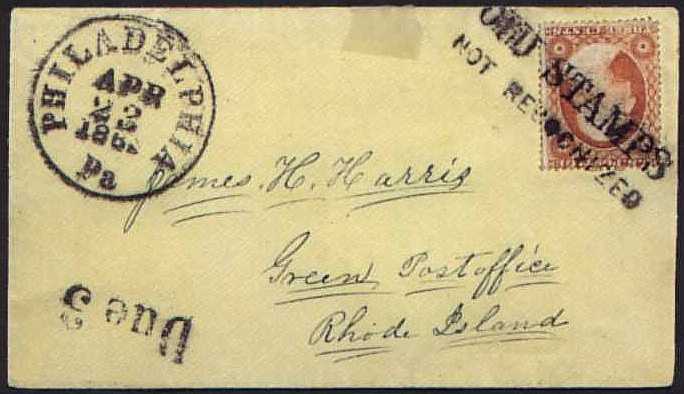 PHILADELPHIA
APR
Pa
OLD STAMPS
NOT RECOGNIZED
James. H. Harris
Green Postoffice
Rhode Island
Due 3